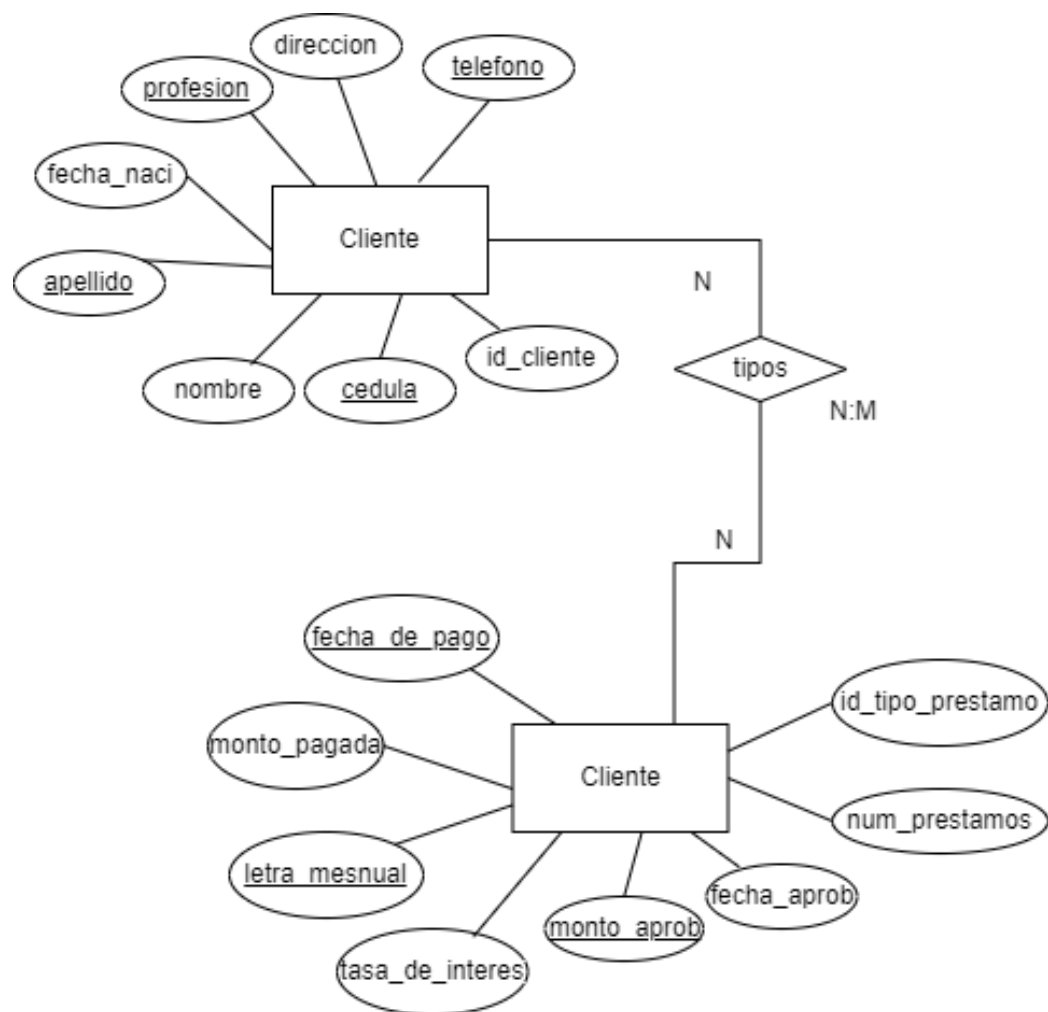 direccion
telefono
profesion
fecha_naci
Cliente
apellido
N
id_cliente
tipos
nombre
cedula
N:M
N
fecha_de_pago
id_tipo_prestamo
monto_pagada
Cliente
num_prestamos
letra_mesnual
fecha_aprob
monto_aprob
tasa_de_interes